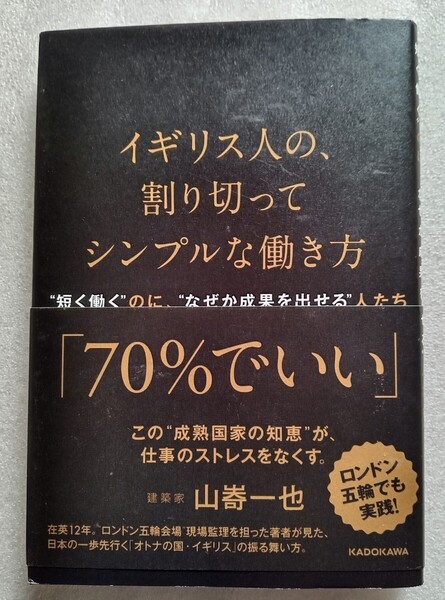 イギリス人の、
割り切って
シンプルな働き方
“短く働く”のに、“なぜか成果を出せる”人たち
「70%でいい」
この“成熟国家の知恵”が、
仕事のストレスをなくす。
建築家 山嵜一也
ロンドン
五輪でも
実践!
在英12年。“ロンドン五輪会場”現場監理を担った著者が見た、
日本の一歩先行く「オトナの国・イギリス」の振る舞い方。
KADOKAWA